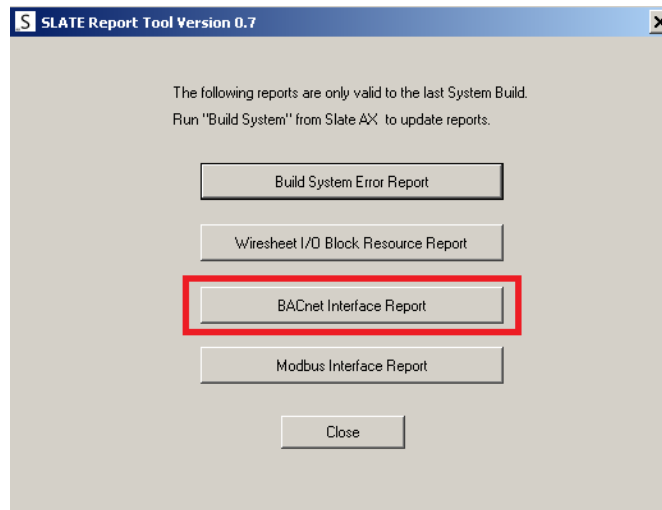 S SLATE Report Tool Version 0.7
The following reports are only valid to the last System Build.
Run "Build System" from Slate AX to update reports.
Build System Error Report
Wiresheet I/O Block Resource Report
BACnet Interface Report
Modbus Interface Report
Close